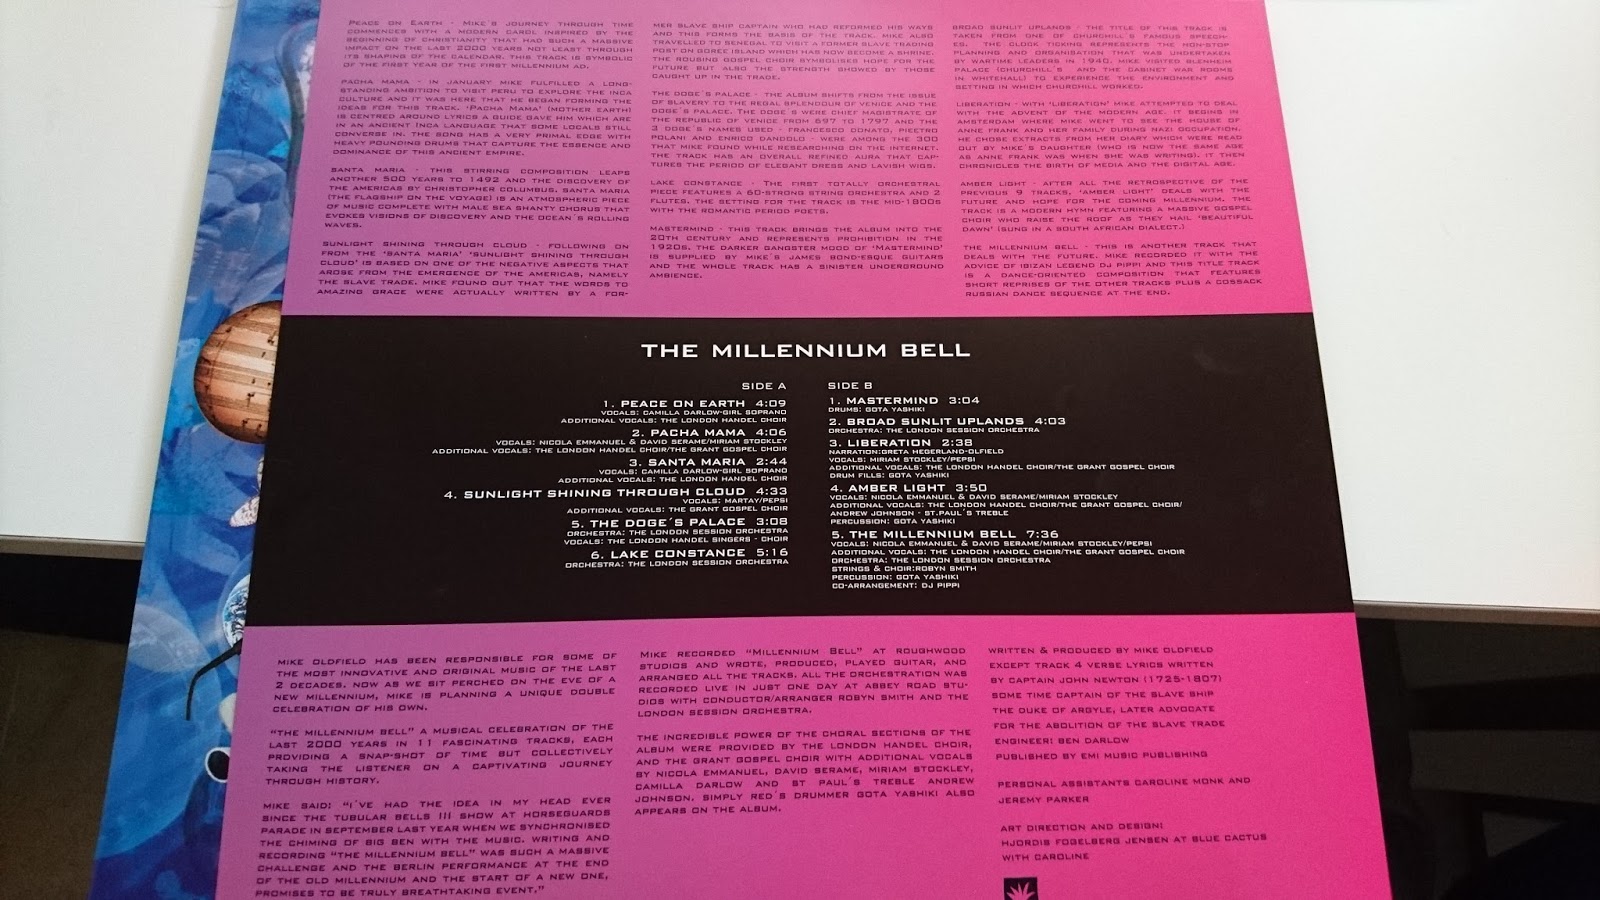 PEACE ON EARTH - MIKE'S JOURNEY THROUGH TIME
COMMENCES WITH A MODERN CAROL INSPIRED BY THE
BEGINNING OF CHRISTIANITY THAT HAD SUCH A MASSIVE
IMPACT ON THE LAST 2000 YEARS NOT LEAST THROUGH
ITS SHAPING OF THE CALENDAR. THIS TRACK IS SYMBOLIC
OF THE FIRST YEAR OF THE FIRST MILLENNIUM AD.
PACHA MAMA - IN JANUARY MIKE FULFILLED A LONG-
STANDING AMBITION TO VISIT PERU TO EXPLORE THE INCA
CULTURE AND IT WAS HERE THAT HE BEGAN FORMING THE
IDEAS FOR THIS TRACK. 'PACHA MAMA' (MOTHER EARTH)
IS CENTRED AROUND LYRICS A GUIDE GAVE HIM WHICH ARE
IN AN ANCIENT INCA LANGUAGE THAT SOME LOCALS STILL
CONVERSE IN. THE SONG HAS A VERY PRIMAL EDGE WITH
HEAVY POUNDING DRUMS THAT CAPTURE THE ESSENCE AND
DOMINANCE OF THIS ANCIENT EMPIRE.
SANTA MARIA - THIS STIRRING COMPOSITION LEAPS
ANOTHER 500 YEARS TO 1492 AND THE DISCOVERY OF
THE AMERICAS BY CHRISTOPHER COLUMBUS. SANTA MARIA
(THE FLAGSHIP ON THE VOYAGE) IS AN ATMOSPHERIC PIECE
OF MUSIC COMPLETE WITH MALE SEA SHANTY CHORUS THAT
EVOKES VISIONS OF DISCOVERY AND THE OCEAN'S ROLLING
WAVES.
SUNLIGHT SHINING THROUGH CLOUD - FOLLOWING ON
FROM THE 'SANTA MARIA' 'SUNLIGHT SHINING THROUGH
CLOUD' IS BASED ON ONE OF THE NEGATIVE ASPECTS THAT
AROSE FROM THE EMERGENCE OF THE AMERICAS, NAMELY
THE SLAVE TRADE. MIKE FOUND OUT THAT THE WORDS TO
AMAZING GRACE WERE ACTUALLY WRITTEN BY A FOR-
MER SLAVE SHIP CAPTAIN WHO HAD REFORMED HIS WAYS
AND THIS FORMS THE BASIS OF THE TRACK. MIKE ALSO
TRAVELLED TO SENEGAL TO VISIT A FORMER SLAVE TRADING
POST ON GOREE ISLAND WHICH HAS NOW BECOME A SHRINE.
THE ROUSING GOSPEL CHOIR SYMBOLISES HOPE FOR THE
FUTURE BUT ALSO THE STRENGTH SHOWED BY THOSE
CAUGHT UP IN THE TRADE.
THE DOGE´S PALACE - THE ALBUM SHIFTS FROM THE ISSUE
OF SLAVERY TO THE REGAL SPLENDOUR OF VENICE AND THE
DOGE´S PALACE. THE DOGE´S WERE CHIEF MAGISTRATE OF
THE REPUBLIC OF VENICE FROM 697 TO 1797 AND THE
3 DOGE´S NAMES USED - FRANCESCO DONATO, PIEETRO
POLANI AND ENRICO DANDOLO - WERE AMONG THE 300
THAT MIKE FOUND WHILE RESEARCHING ON THE INTERNET.
THE TRACK HAS AN OVERALL REFINED AURA THAT CAP-
TURES THE PERIOD OF ELEGANT DRESS AND LAVISH WIGS.
LAKE CONSTANCE - THE FIRST TOTALLY ORCHESTRAL
PIECE FEATURES A 60-STRONG STRING ORCHESTRA AND 2
FLUTES. THE SETTING FOR THE TRACK IS THE MID-1800S
WITH THE ROMANTIC PERIOD POETS.
MASTERMIND - THIS TRACK BRINGS THE ALBUM INTO THE
20TH CENTURY AND REPRESENTS PROHIBITION IN THE
1920S. THE DARKER GANGSTER MOOD OF 'MASTERMIND'
IS SUPPLIED BY MIKE'S JAMES BOND-ESQUE GUITARS
AND THE WHOLE TRACK HAS A SINISTER UNDERGROUND
AMBIENCE.
BROAD SUNLIT UPLANDS - THE TITLE OF THIS TRACK IS
TAKEN FROM ONE OF CHURCHILL'S FAMOUS SPEECH-
ES. THE CLOCK TICKING REPRESENTS THE NON-STOP
PLANNING AND ORGANISATION THAT WAS UNDERTAKEN
BY WARTIME LEADERS IN 1940. MIKE VISITED BLENHEIM
PALACE (CHURCHILL'S AND THE CABINET WAR ROOMS
IN WHITEHALL) TO EXPERIENCE THE ENVIRONMENT AND
SETTING IN WHICH CHURCHILL WORKED.
LIBERATION - WITH 'LIBERATION' MIKE ATTEMPTED TO DEAL
WITH THE ADVENT OF THE MODERN AGE. IT BEGINS IN
AMSTERDAM WHERE MIKE WENT TO SEE THE HOUSE OF
ANNE FRANK AND HER FAMILY DURING NAZI OCCUPATION.
HE CHOSE EXTRACTS FROM HER DIARY WHICH WERE READ
OUT BY MIKE'S DAUGHTER (WHO IS NOW THE SAME AGE
AS ANNE FRANK WAS WHEN SHE WAS WRITING). IT THEN
CHRONICLES THE BIRTH OF MEDIA AND THE DIGITAL AGE.
AMBER LIGHT - AFTER ALL THE RETROSPECTIVE OF THE
PREVIOUS 9 TRACKS, 'AMBER LIGHT' DEALS WITH THE
FUTURE AND HOPE FOR THE COMING MILLENNIUM. THE
TRACK IS A MODERN HYMN FEATURING A MASSIVE GOSPEL
CHOIR WHO RAISE THE ROOF AS THEY HAIL 'BEAUTIFUL
DAWN' (SUNG IN A SOUTH AFRICAN DIALECT.)
THE MILLENNIUM BELL - THIS IS ANOTHER TRACK THAT
DEALS WITH THE FUTURE. MIKE RECORDED IT WITH THE
ADVICE OF IBIZAN LEGEND DJ PIPPI AND THIS TITLE TRACK
IS A DANCE-ORIENTED COMPOSITION THAT FEATURES
SHORT REPRISES OF THE OTHER TRACKS PLUS A COSSACK
RUSSIAN DANCE SEQUENCE AT THE END.
THE MILLENNIUM BELL
SIDE A
1. PEACE ON EARTH 4:09
VOCALS: CAMILLA DARLOW-GIRL SOPRANO
ADDITIONAL VOCALS: THE LONDON HANDEL CHOIR
2. PACHA MAMA 4:06
VOCALS: NICOLA EMMANUEL & DAVID SERAME/MIRIAM STOCKLEY
ADDITIONAL VOCALS: THE LONDON HANDEL CHOIR/THE GRANT GOSPEL CHOIR
3. SANTA MARIA 2:44
VOCALS: CAMILLA DARLOW-GIRL SOPRANO
ADDITIONAL VOCALS: THE LONDON HANDEL CHOIR
4. SUNLIGHT SHINING THROUGH CLOUD 4:33
VOCALS: MARTAY/PEPSI
ADDITIONAL VOCALS: THE GRANT GOSPEL CHOIR
5. THE DOGE´S PALACE 3:08
ORCHESTRA: THE LONDON SESSION ORCHESTRA
VOCALS: THE LONDON HANDEL SINGERS - CHOIR
6. LAKE CONSTANCE 5:16
ORCHESTRA: THE LONDON SESSION ORCHESTRA
SIDE B
1. MASTERMIND 3:04
DRUMS: GOTA YASHIKI
2. BROAD SUNLIT UPLANDS 4:03
ORCHESTRA: THE LONDON SESSION ORCHESTRA
3. LIBERATION 2:38
NARRATION:GRETA HEGERLAND-OLFIELD
VOCALS: MIRIAM STOCKLEY/PEPSI
ADDITIONAL VOCALS: THE LONDON HANDEL CHOIR/THE GRANT GOSPEL CHOIR
DRUM FILLS: GOTA YASHIKI
4. AMBER LIGHT 3:50
VOCALS: NICOLA EMMANUEL & DAVID SERAME/MIRIAM STOCKLEY
ADDITIONAL VOCALS: THE LONDON HANDEL CHOIR/THE GRANT GOSPEL CHOIR/
ANDREW JOHNSON - ST.PAUL´S TREBLE
PERCUSSION: GOTA YASHIKI
5. THE MILLENNIUM BELL 7:36
VOCALS: NICOLA EMMANUEL & DAVID SERAME/MIRIAM STOCKLEY/PEPSI
ADDITIONAL VOCALS: THE LONDON HANDEL CHOIR/THE GRANT GOSPEL CHOIR
ORCHESTRA: THE LONDON SESSION ORCHESTRA
STRINGS & CHOIR:ROBYN SMITH
PERCUSSION: GOTA YASHIKI
CO-ARRANGEMENT: DJ PIPPI
MIKE OLDFIELD HAS BEEN RESPONSIBLE FOR SOME OF
THE MOST INNOVATIVE AND ORIGINAL MUSIC OF THE LAST
2 DECADES. NOW AS WE SIT PERCHED ON THE EVE OF A
NEW MILLENNIUM, MIKE IS PLANNING A UNIQUE DOUBLE
CELEBRATION OF HIS OWN.
"THE MILLENNIUM BELL" A MUSICAL CELEBRATION OF THE
LAST 2000 YEARS IN 11 FASCINATING TRACKS, EACH
PROVIDING A SNAP-SHOT OF TIME BUT COLLECTIVELY
TAKING THE LISTENER ON A CAPTIVATING JOURNEY
THROUGH HISTORY.
MIKE SAID: "I´VE HAD THE IDEA IN MY HEAD EVER
SINCE THE TUBULAR BELLS III SHOW AT HORSEGUARDS
PARADE IN SEPTEMBER LAST YEAR WHEN WE SYNCHRONISED
THE CHIMING OF BIG BEN WITH THE MUSIC. WRITING AND
RECORDING "THE MILLENNIUM BELL" WAS SUCH A MASSIVE
CHALLENGE AND THE BERLIN PERFORMANCE AT THE END
OF THE OLD MILLENNIUM AND THE START OF A NEW ONE,
PROMISES TO BE TRULY BREATHTAKING EVENT."
MIKE RECORDED "MILLENNIUM BELL" AT ROUGHWOOD
STUDIOS AND WROTE, PRODUCED, PLAYED GUITAR, AND
ARRANGED ALL THE TRACKS. ALL THE ORCHESTRATION WAS
RECORDED LIVE IN JUST ONE DAY AT ABBEY ROAD STU-
DIOS WITH CONDUCTOR/ARRANGER ROBYN SMITH AND THE
LONDON SESSION ORCHESTRA.
THE INCREDIBLE POWER OF THE CHORAL SECTIONS OF THE
ALBUM WERE PROVIDED BY THE LONDON HANDEL CHOIR,
AND THE GRANT GOSPEL CHOIR WITH ADDITIONAL VOCALS
BY NICOLA EMMANUEL, DAVID SERAME, MIRIAM STOCKLEY,
CAMILLA DARLOW AND ST PAUL´S TREBLE ANDREW
JOHNSON. SIMPLY RED´S DRUMMER GOTA YASHIKI ALSO
APPEARS ON THE ALBUM.
WRITTEN & PRODUCED BY MIKE OLDFIELD
EXCEPT TRACK 4 VERSE LYRICS WRITTEN
BY CAPTAIN JOHN NEWTON (1725-1807)
SOME TIME CAPTAIN OF THE SLAVE SHIP
THE DUKE OF ARGYLE, LATER ADVOCATE
FOR THE ABOLITION OF THE SLAVE TRADE
ENGINEER: BEN DARLOW
PUBLISHED BY EMI MUSIC PUBLISHING
PERSONAL ASSISTANTS CAROLINE MONK AND
JEREMY PARKER
ART DIRECTION AND DESIGN:
HJORDIS FOGELBERG JENSEN AT BLUE CACTUS
WITH CAROLINE